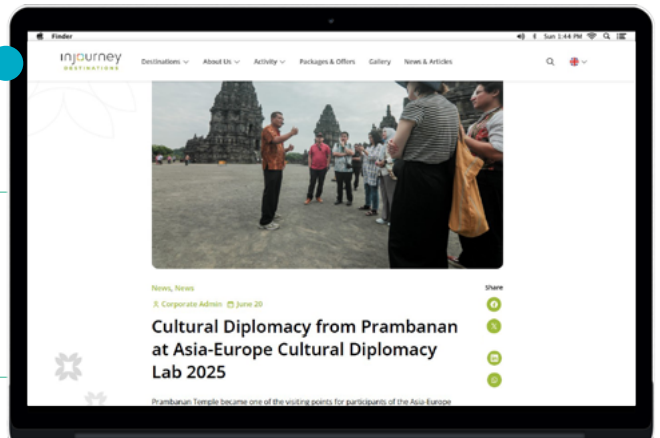 Finder
Sun 1:44 PM
injourney
DESTINATIONS
Destinations
About Us
Activity
Packages & Offers
Gallery
News & Articles
News, News
Share
Corporate Admin
June 20
Cultural Diplomacy from Prambanan
at Asia-Europe Cultural Diplomacy
Lab 2025
Prambanan Temple became one of the visiting points for participants of the Asia-Europe